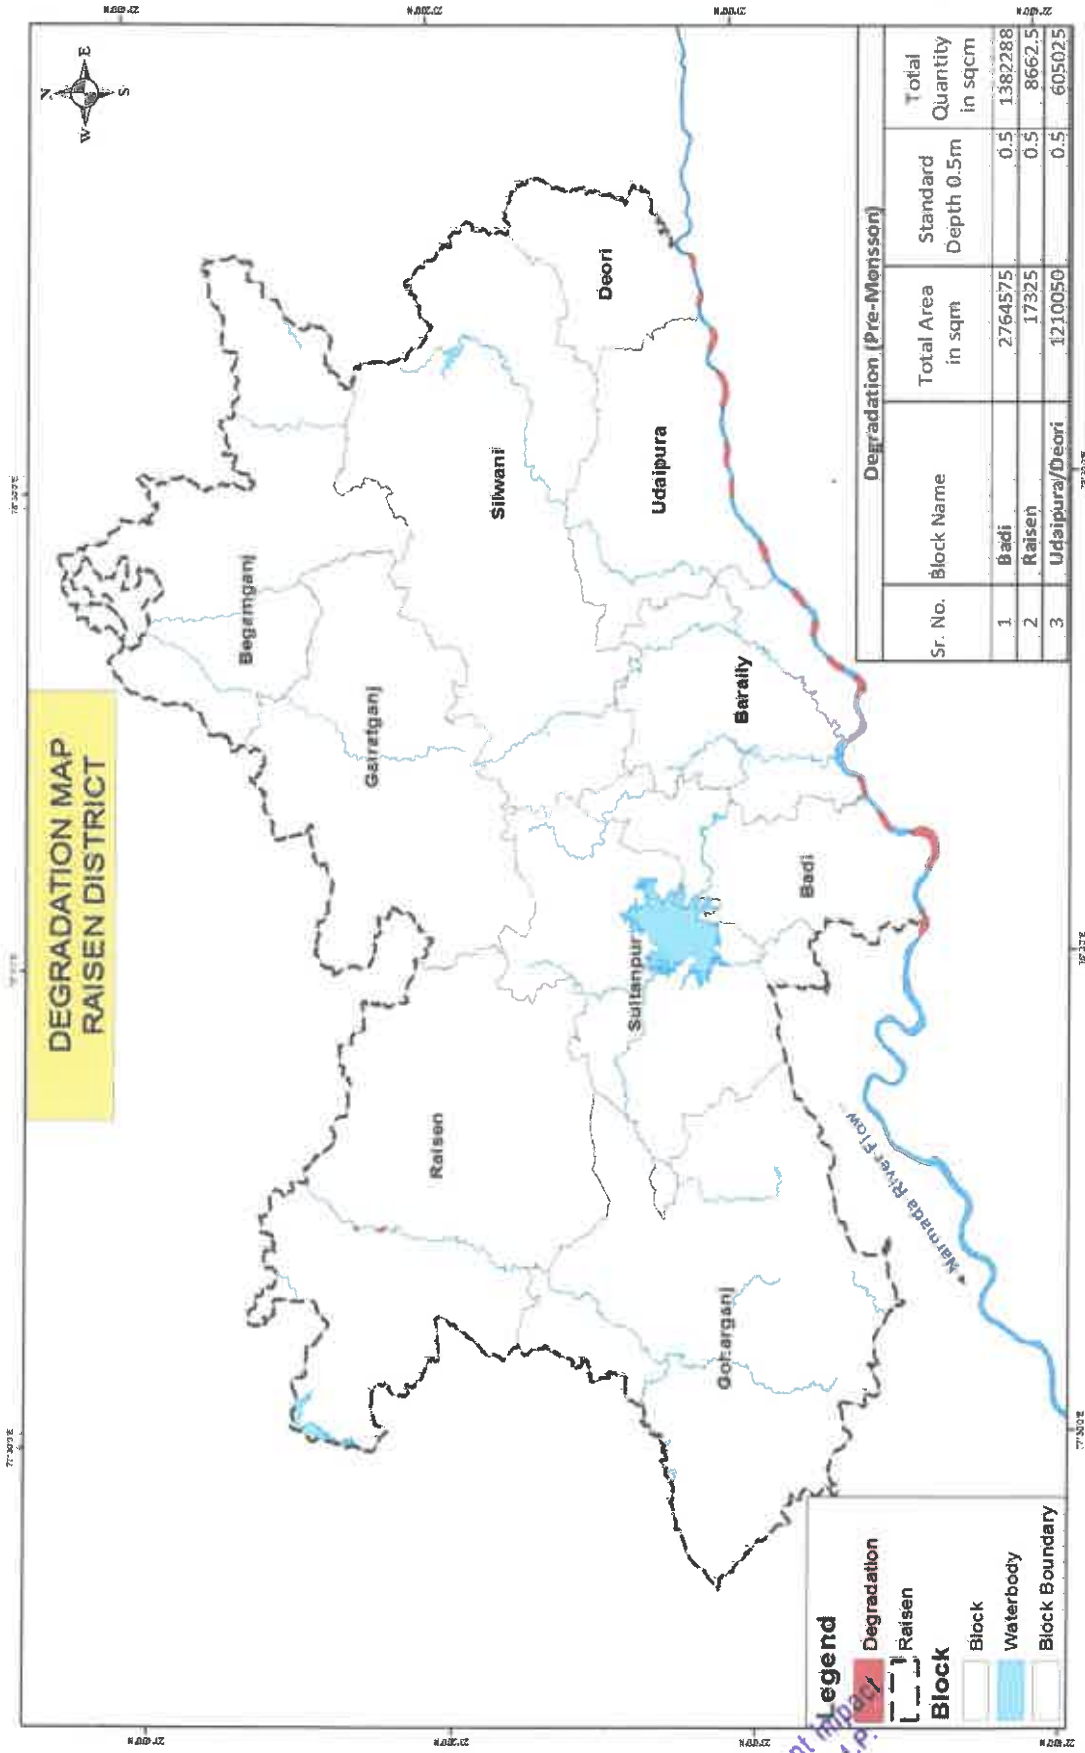 DEGRADATION MAP
RAISEN DISTRICT
N
W
E
S
Begamganj
Gairatganj
Silwani
Deori
Udaipura
Baraily
Badi
Sultanpur
Raisen
Goharganj
Narmada River Flow
Degradation (Pre-Monsson)
Sr. No. Block Name Total Area in sqm Standard Depth 0.5m Total Quantity in sqcm
1 Badi 2764575 0.5 1382288
2 Raisen 17325 0.5 8662.5
3 Udaipura/Deori 1210050 0.5 605025
Legend
Degradation
Raisen
Block
Block
Waterbody
Block Boundary